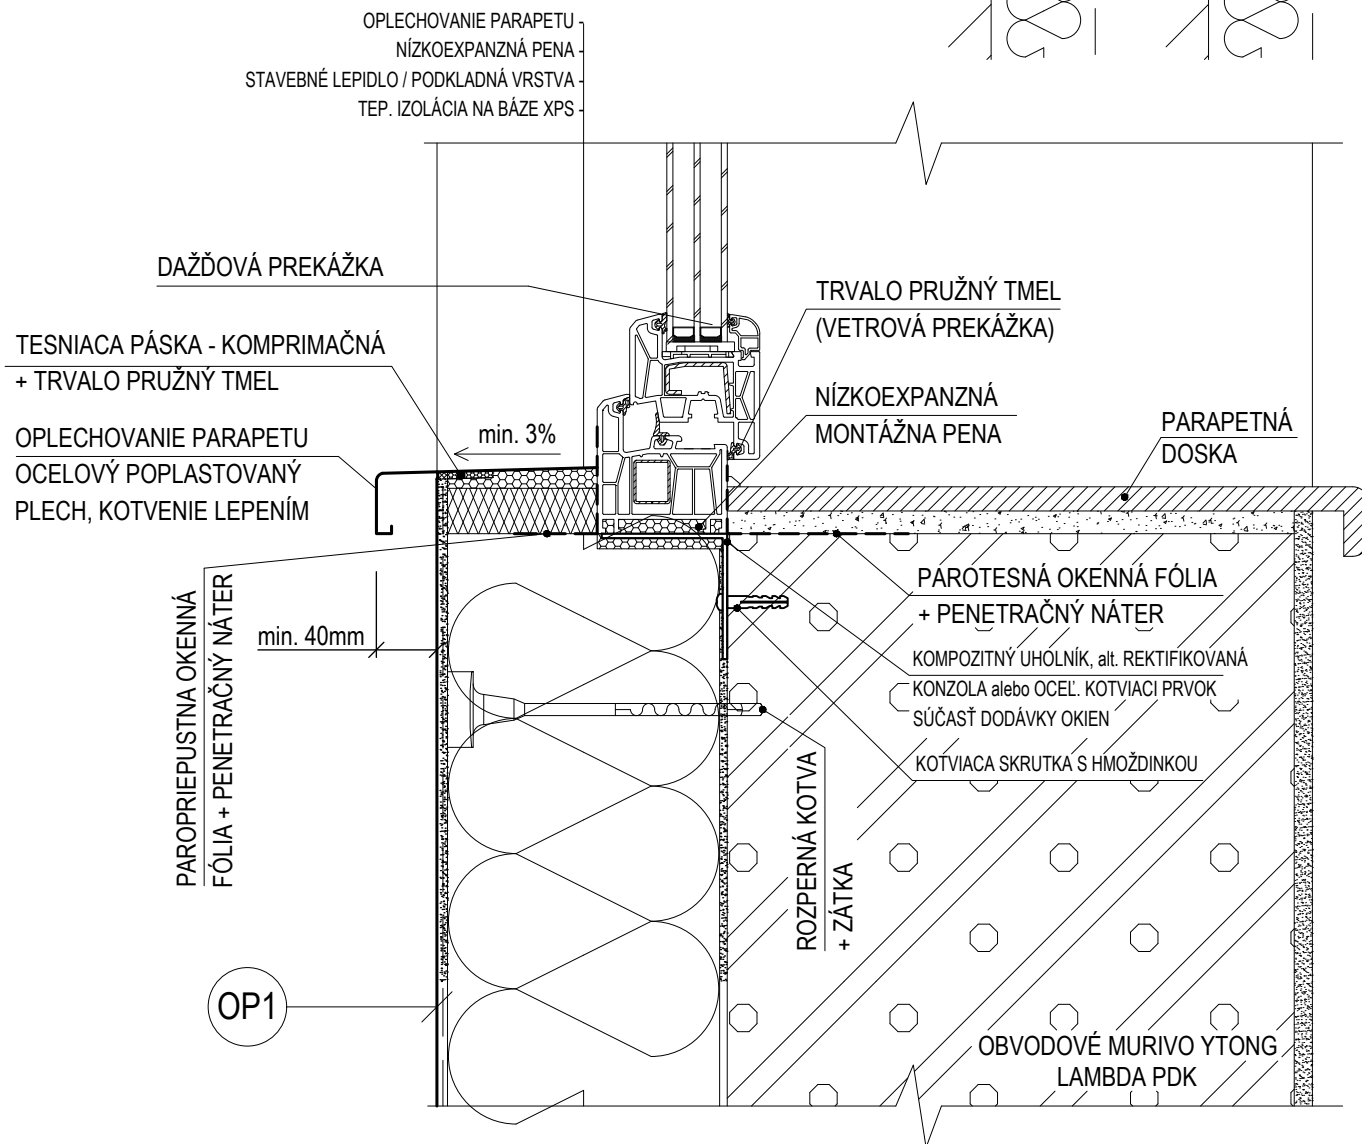 OPLECHOVANIE PARAPETU
NÍZKOEXPANZNÁ PENA
STAVEBNÉ LEPIDLO / PODKLADNÁ VRSTVA
TEP. IZOLÁCIA NA BÁZE XPS
DAŽĎOVÁ PREKÁŽKA
TRVALO PRUŽNÝ TMEL
(VETROVÁ PREKÁŽKA)
TESNIACA PÁSKA - KOMPRIMAČNÁ
+ TRVALO PRUŽNÝ TMEL
NÍZKOEXPANZNÁ
MONTÁŽNA PENA
PARAPETNÁ
DOSKA
OPLECHOVANIE PARAPETU
OCELOVÝ POPLASTOVANÝ
PLECH, KOTVENIE LEPENÍM
min. 3%
PAROTESNÁ OKENNÁ FÓLIA
+ PENETRAČNÝ NÁTER
PAROPRIEPUSTNA OKENNÁ
FÓLIA + PENETRAČNÝ NÁTER
min. 40mm
KOMPOZITNÝ UHOLNÍK, alt. REKTIFIKOVANÁ
KONZOLA alebo OCEĽ. KOTVIACI PRVOK
SÚČASŤ DODÁVKY OKIEN
KOTVIACA SKRUTKA S HMOŽDINKOU
ROZPERNÁ KOTVA
+ ZÁTKA
OP1
OBVODOVÉ MURIVO YTONG
LAMBDA PDK